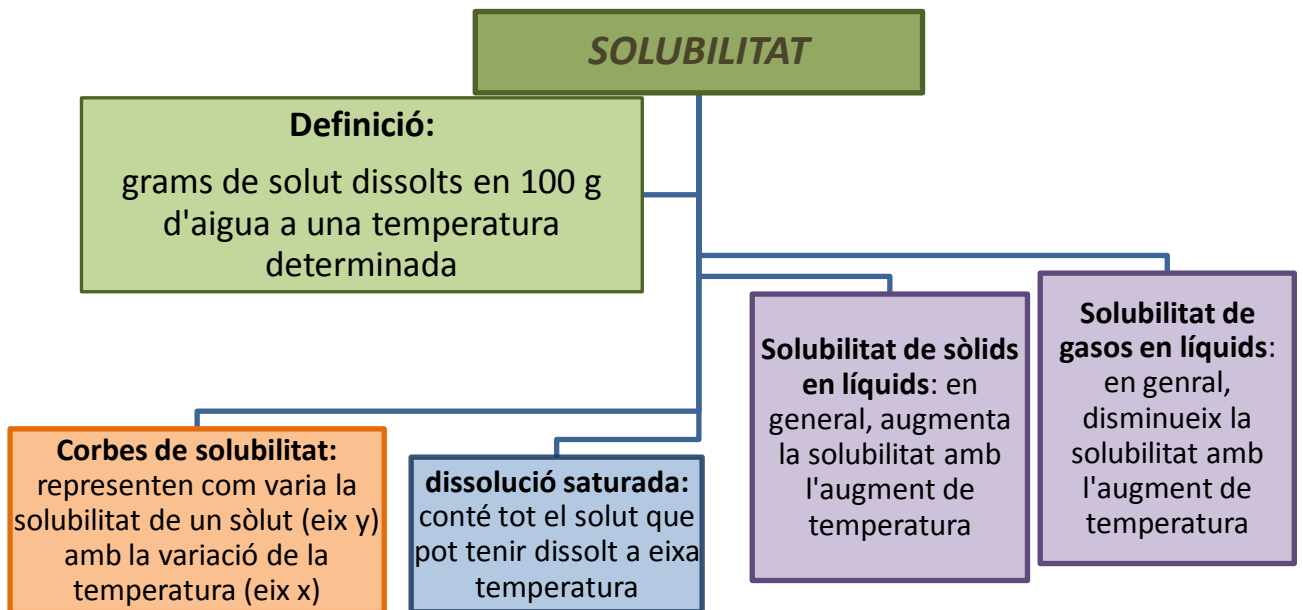 SOLUBILITAT
Definició:
grams de solut dissolts en 100 g
d'aigua a una temperatura
determinada
Corbes de solubilitat:
representen com varia la
solubilitat de un sòlut (eix y)
amb la variació de la
temperatura (eix x)
dissolució saturada:
conté tot el solut que
pot tenir dissolt a eixa
temperatura
Solubilitat de sòlids
en líquids: en
general, augmenta
la solubilitat amb
l'augment de
temperatura
Solubilitat de
gasos en líquids:
en genral,
disminueix la
solubilitat amb
l'augment de
temperatura